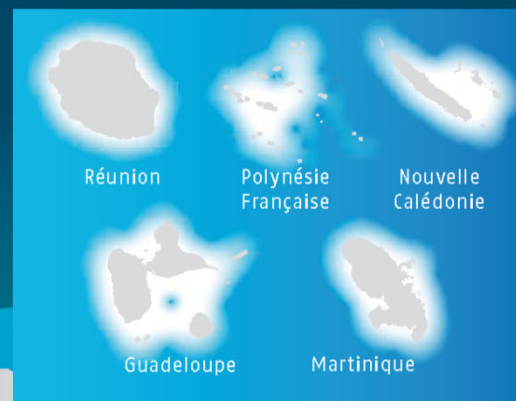 Réunion
Polynésie
Française
Nouvelle
Calédonie
Guadeloupe
Martinique